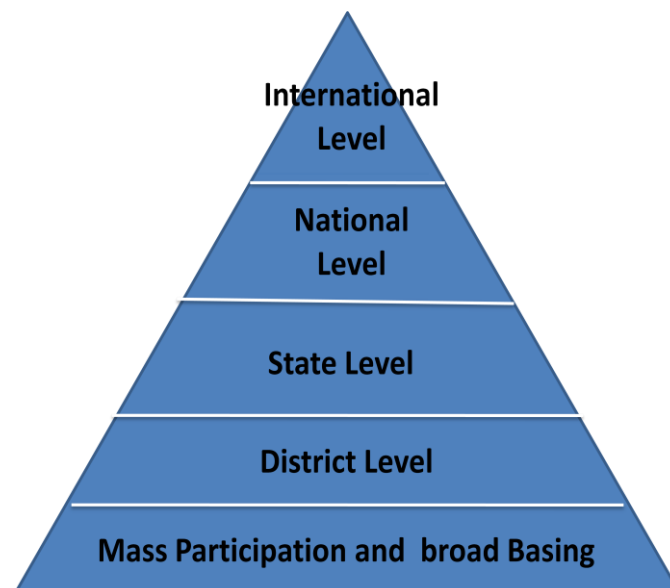 International
Level
National
Level
State Level
District Level
Mass Participation and  broad Basing